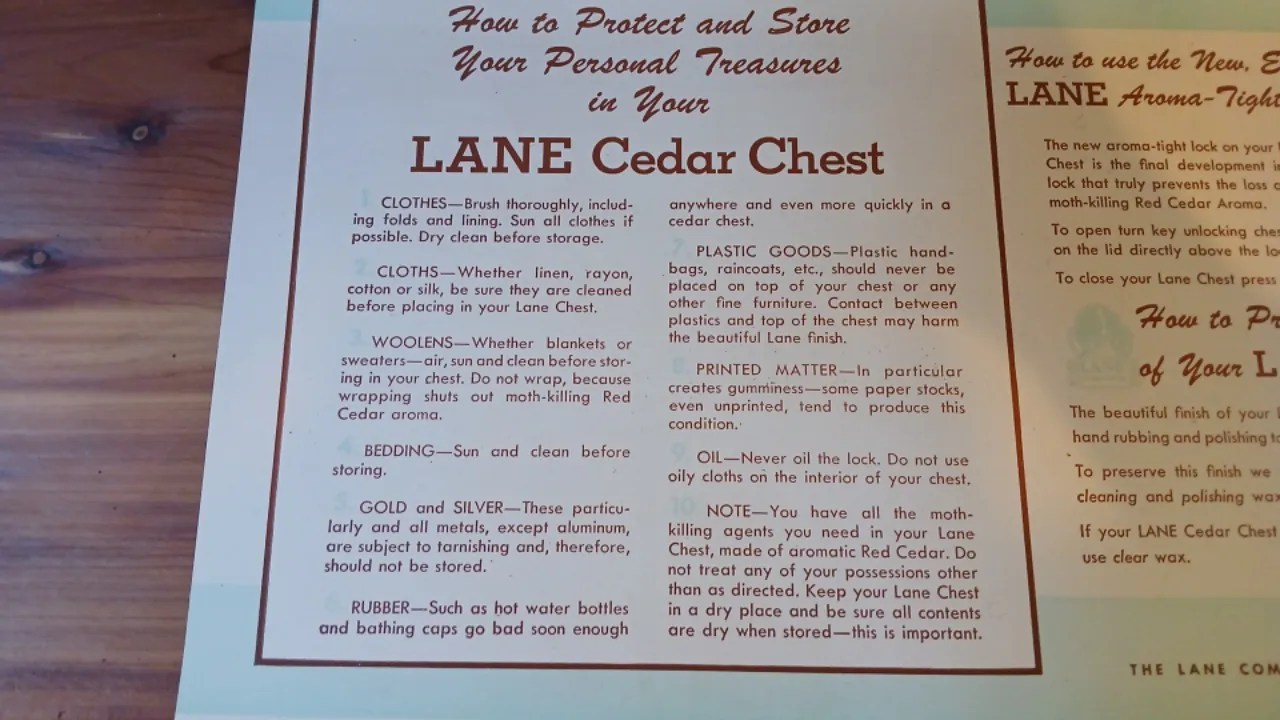 How to Protect and Store
Your Personal Treasures
in Your
LANE Cedar Chest
1 CLOTHES—Brush thoroughly, includ-
ing folds and lining. Sun all clothes if
possible. Dry clean before storage.
2 CLOTHS—Whether linen, rayon,
cotton or silk, be sure they are cleaned
before placing in your Lane Chest.
3 WOOLENS—Whether blankets or
sweaters—air, sun and clean before stor-
ing in your chest. Do not wrap, because
wrapping shuts out moth-killing Red
Cedar aroma.
4 BEDDING—Sun and clean before
storing.
5 GOLD and SILVER—These particu-
larly and all metals, except aluminum,
are subject to tarnishing and, therefore,
should not be stored.
6 RUBBER—Such as hot water bottles
and bathing caps go bad soon enough
anywhere and even more quickly in a
cedar chest.
7 PLASTIC GOODS—Plastic hand-
bags, raincoats, etc., should never be
placed on top of your chest or any
other fine furniture. Contact between
plastics and top of the chest may harm
the beautiful Lane finish.
8 PRINTED MATTER—In particular
creates gumminess—some paper stocks,
even unprinted, tend to produce this
condition.
9 OIL—Never oil the lock. Do not use
oily cloths on the interior of your chest.
10 NOTE—You have all the moth-
killing agents you need in your Lane
Chest, made of aromatic Red Cedar. Do
not treat any of your possessions other
than as directed. Keep your Lane Chest
in a dry place and be sure all contents
are dry when stored—this is important.
How to use the New, E
LANE Aroma-Tight
The new aroma-tight lock on your
Chest is the final development i
lock that truly prevents the loss
moth-killing Red Cedar Aroma.
To open turn key unlocking ches
on the lid directly above the lo
To close your Lane Chest press
How to Pr
of Your L
The beautiful finish of your
hand rubbing and polishing to
To preserve this finish we
cleaning and polishing wax
If your LANE Cedar Chest
use clear wax.
THE LANE COM